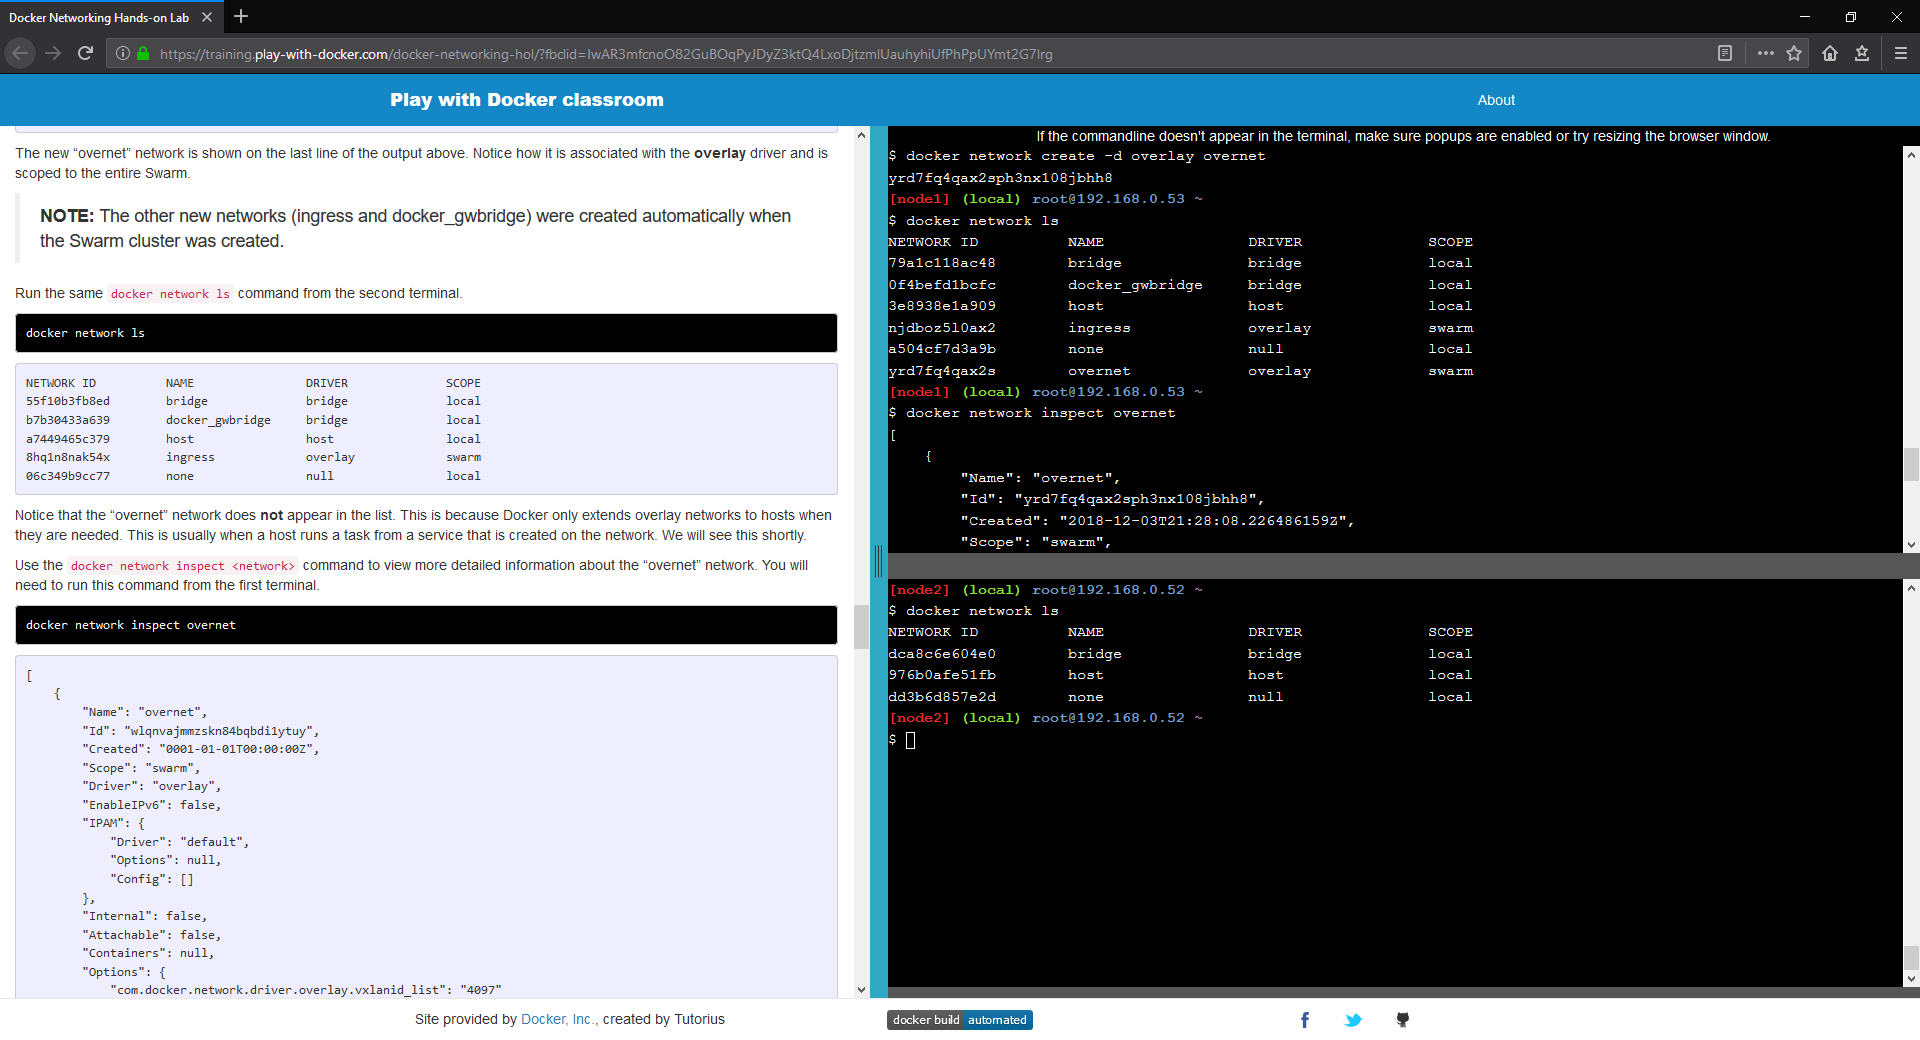 Docker Networking Hands-on Lab
https://training.play-with-docker.com/docker-networking-hol/?fbclid=IwAR3mfcnoO82GuBOqPyJDyZ3ktQ4LxoDjtzmlUauhyhiUfPhPpUYmt2G7lrg
Play with Docker classroom
About
The new “overnet” network is shown on the last line of the output above. Notice how it is associated with the overlay driver and is
scoped to the entire Swarm.
NOTE: The other new networks (ingress and docker_gwbridge) were created automatically when
the Swarm cluster was created.
Run the same docker network ls command from the second terminal.
docker network ls
NETWORK ID NAME DRIVER SCOPE
55f10b3fb8ed bridge bridge local
b7b30433a639 docker_gwbridge bridge local
a7449465c379 host host local
8hq1n8nak54x ingress overlay swarm
06c349b9cc77 none null local
Notice that the “overnet” network does not appear in the list. This is because Docker only extends overlay networks to hosts when
they are needed. This is usually when a host runs a task from a service that is created on the network. We will see this shortly.
Use the docker network inspect <network> command to view more detailed information about the “overnet” network. You will
need to run this command from the first terminal.
docker network inspect overnet
[
{
"Name": "overnet",
"Id": "wlqnvajmmzskn84bqbdi1ytuy",
"Created": "0001-01-01T00:00:00Z",
"Scope": "swarm",
"Driver": "overlay",
"EnableIPv6": false,
"IPAM": {
"Driver": "default",
"Options": null,
"Config": []
},
"Internal": false,
"Attachable": false,
"Containers": null,
"Options": {
"com.docker.network.driver.overlay.vxlanid_list": "4097"
If the commandline doesn't appear in the terminal, make sure popups are enabled or try resizing the browser window.
$ docker network create -d overlay overnet
yrd7fq4qax2sph3nx108jbhh8
[node1] (local) root@192.168.0.53 ~
$ docker network ls
NETWORK ID NAME DRIVER SCOPE
79a1c118ac48 bridge bridge local
0f4befd1bcfc docker_gwbridge bridge local
3e8938e1a909 host host local
njdboz5l0ax2 ingress overlay swarm
a504cf7d3a9b none null local
yrd7fq4qax2s overnet overlay swarm
[node1] (local) root@192.168.0.53 ~
$ docker network inspect overnet
[
{
"Name": "overnet",
"Id": "yrd7fq4qax2sph3nx108jbhh8",
"Created": "2018-12-03T21:28:08.226486159Z",
"Scope": "swarm",
[node2] (local) root@192.168.0.52 ~
$ docker network ls
NETWORK ID NAME DRIVER SCOPE
dca8c6e604e0 bridge bridge local
976b0afe51fb host host local
dd3b6d857e2d none null local
[node2] (local) root@192.168.0.52 ~
$
Site provided by Docker, Inc., created by Tutorius
docker build automated